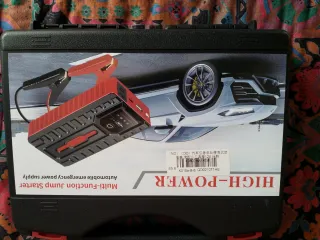 HIGH-POWER
Multi-Function Jump Starter
Automobile emergency power supply